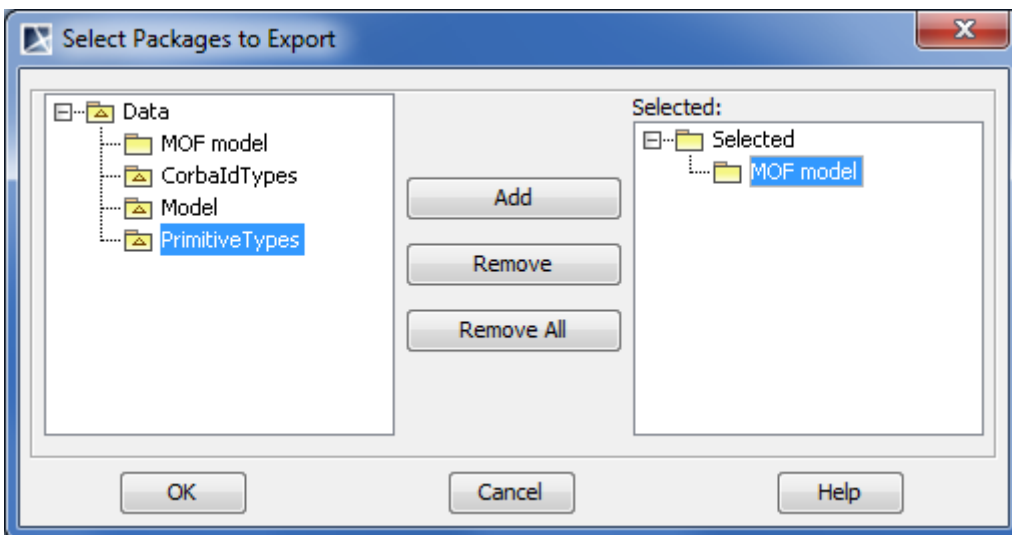 Select Packages to Export
Data
MOF model
CorbaIdTypes
Model
PrimitiveTypes
Add
Remove
Remove All
Selected:
Selected
MOF model
OK
Cancel
Help